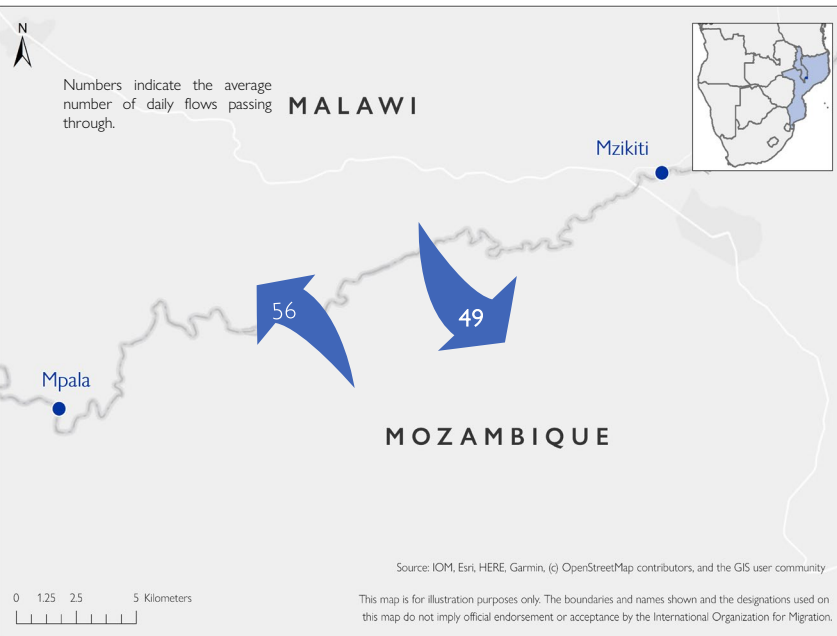 N
Numbers indicate the average
number of daily flows passing
through.
MALAWI
Mzikiti
56
49
Mpala
MOZAMBIQUE
Source: IOM, Esri, HERE, Garmin, (c) OpenStreetMap contributors, and the GIS user community
0 1.25 2.5 5 Kilometers
This map is for illustration purposes only. The boundaries and names shown and the designations used on
this map do not imply official endorsement or acceptance by the International Organization for Migration.